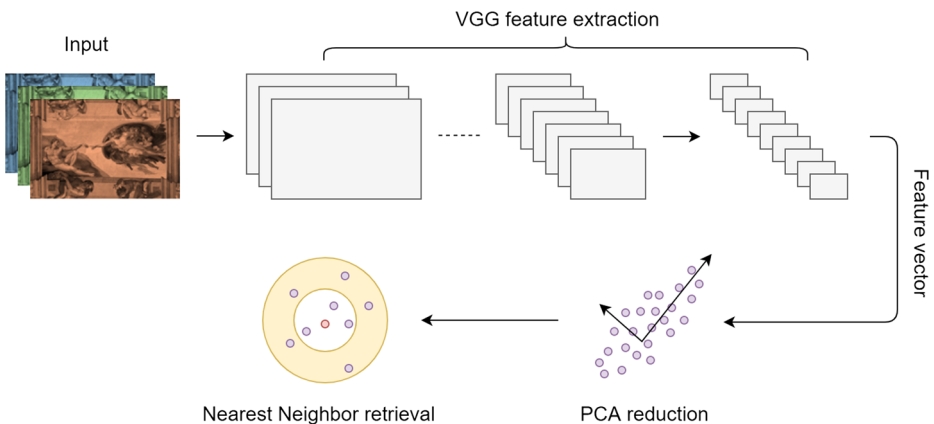 VGG feature extraction
Input
Feature vector
Nearest Neighbor retrieval
PCA reduction